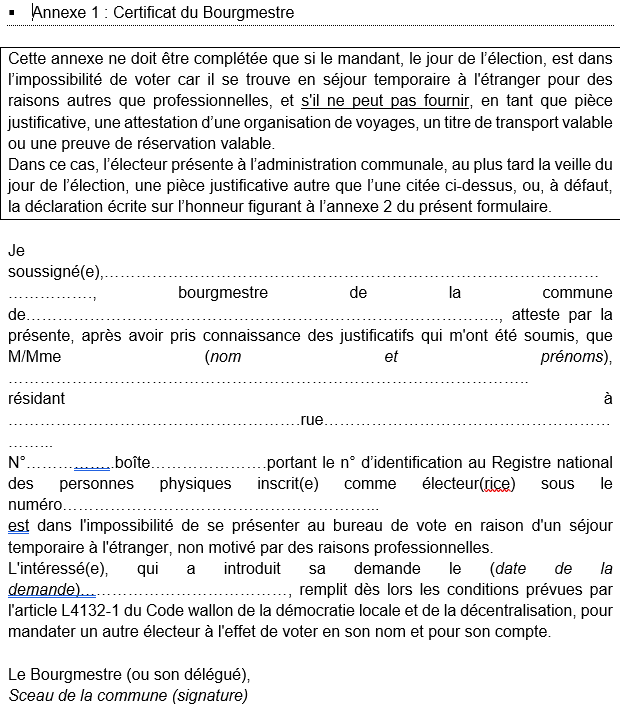 ▪ Annexe 1 : Certificat du Bourgmestre
Cette annexe ne doit être complétée que si le mandant, le jour de l’élection, est dans
l’impossibilité de voter car il se trouve en séjour temporaire à l'étranger pour des
raisons autres que professionnelles, et s'il ne peut pas fournir, en tant que pièce
justificative, une attestation d’une organisation de voyages, un titre de transport valable
ou une preuve de réservation valable.
Dans ce cas, l’électeur présente à l’administration communale, au plus tard la veille du
jour de l’élection, une pièce justificative autre que l’une citée ci-dessus, ou, à défaut,
la déclaration écrite sur l’honneur figurant à l’annexe 2 du présent formulaire.
Je
soussigné(e),…………………………………………………………………………………
……………., bourgmestre de la commune
de……………………………………………………………………………., atteste par la
présente, après avoir pris connaissance des justificatifs qui m'ont été soumis, que
M/Mme (nom et prénoms),
…………………………………………………………………………………….
résidant à
……………………………………………….rue………………………………………………
……...
N°……………….boîte………………….portant le n° d’identification au Registre national
des personnes physiques inscrit(e) comme électeur(rice) sous le
numéro…………………………………………………..
est dans l'impossibilité de se présenter au bureau de vote en raison d'un séjour
temporaire à l'étranger, non motivé par des raisons professionnelles.
L'intéressé(e), qui a introduit sa demande le (date de la
demande)…………………………………, remplit dès lors les conditions prévues par
l'article L4132-1 du Code wallon de la démocratie locale et de la décentralisation, pour
mandater un autre électeur à l'effet de voter en son nom et pour son compte.
Le Bourgmestre (ou son délégué),
Sceau de la commune (signature)